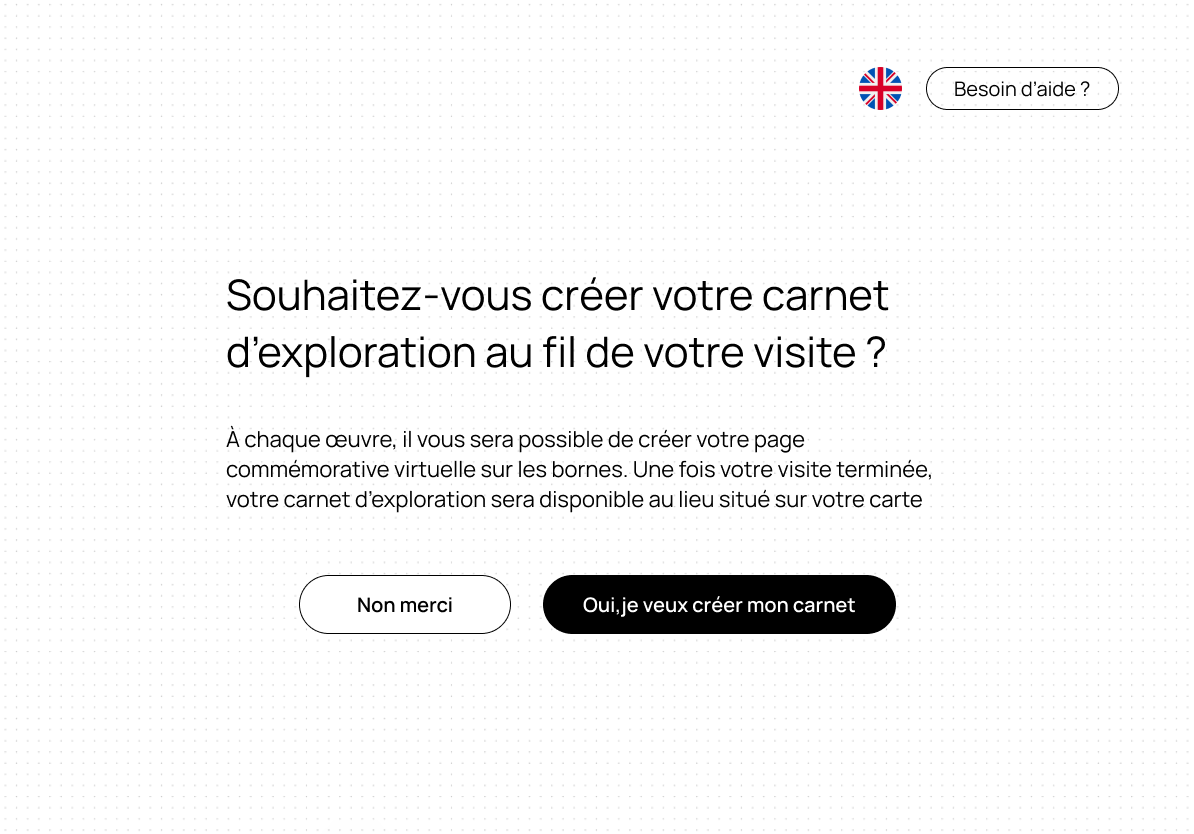 Besoin d’aide ?
Souhaitez-vous créer votre carnet
d’exploration au fil de votre visite ?
À chaque œuvre, il vous sera possible de créer votre page
commémorative virtuelle sur les bornes. Une fois votre visite terminée,
votre carnet d’exploration sera disponible au lieu situé sur votre carte
Non merci
Oui,je veux créer mon carnet